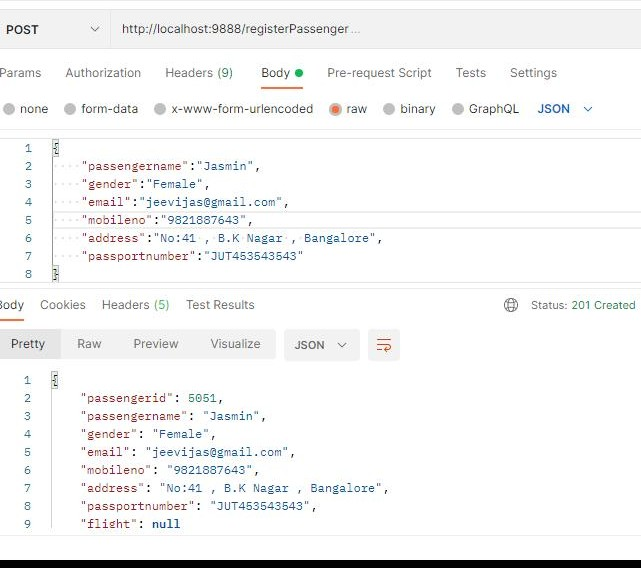 POST http://localhost:9888/registerPassenger...
Params Authorization Headers (9) Body Pre-request Script Tests Settings
none form-data x-www-form-urlencoded raw binary GraphQL JSON
1 {
2 "passengername":"Jasmin",
3 "gender":"Female",
4 "email":"jeevijas@gmail.com",
5 "mobileno":"9821887643",
6 "address":"No:41 , B.K Nagar , Bangalore",
7 "passportnumber":"JUT453543543"
8 }
Body Cookies Headers (5) Test Results Status: 201 Created
Pretty Raw Preview Visualize JSON
1 {
2 "passengerid": 5051,
3 "passengername": "Jasmin",
4 "gender": "Female",
5 "email": "jeevijas@gmail.com",
6 "mobileno": "9821887643",
7 "address": "No:41 , B.K Nagar , Bangalore",
8 "passportnumber": "JUT453543543",
9 "flight": null